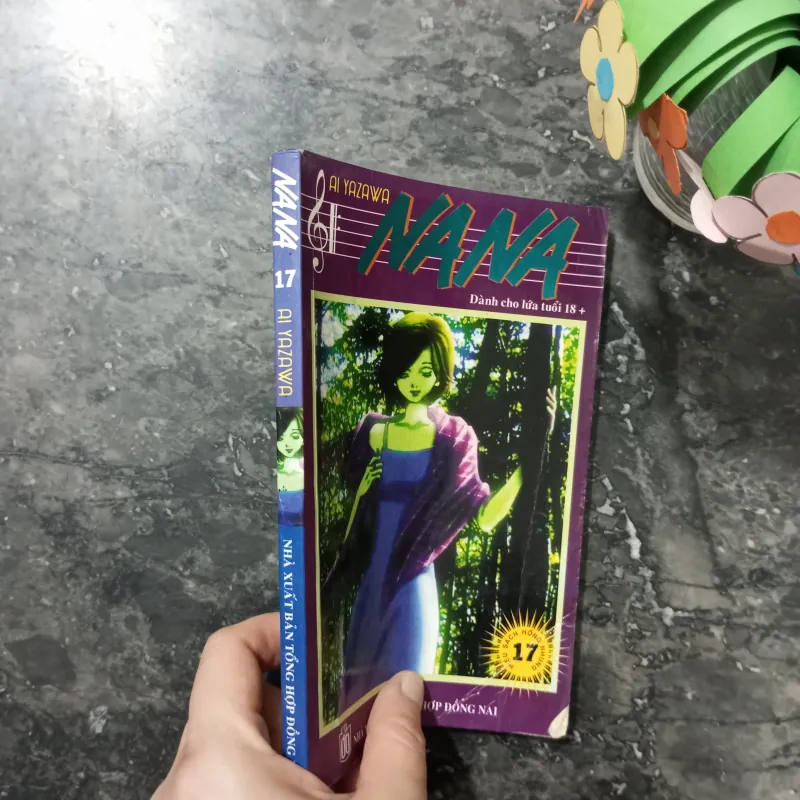 NANA
17
AI YAZAWA
NHÀ XUẤT BẢN TỔNG HỢP ĐỒNG
AI YAZAWA
NANA
Dành cho lứa tuổi 18 +
17
HỢP ĐỒNG NAI